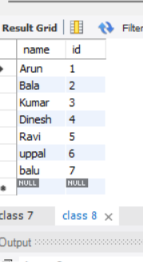 Result Grid Filter
name id
Arun 1
Bala 2
Kumar 3
Dinesh 4
Ravi 5
uppal 6
balu 7
NULL NULL
class 7 class 8 ×
Output